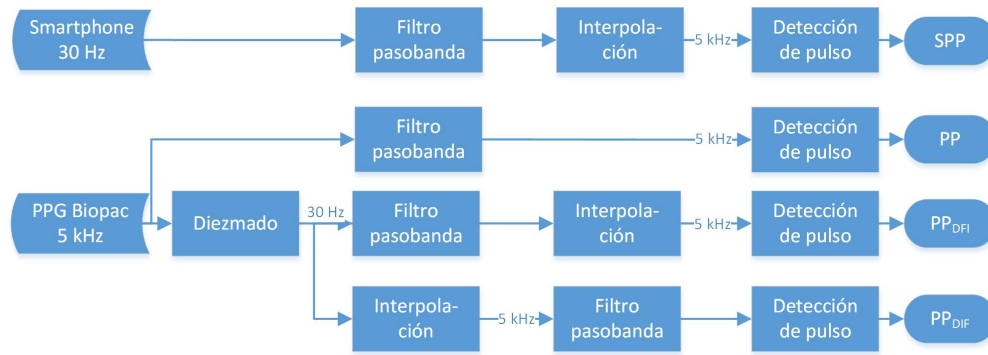 Smartphone
30 Hz
Filtro
pasobanda
Interpola-
ción
5 kHz
Detección
de pulso
SPP
Filtro
pasobanda
5 kHz
Detección
de pulso
PP
PPG Biopac
5 kHz
Diezmado
30 Hz
Filtro
pasobanda
Interpola-
ción
5 kHz
Detección
de pulso
PP_DFI
Interpola-
ción
5 kHz
Filtro
pasobanda
Detección
de pulso
PP_DIF